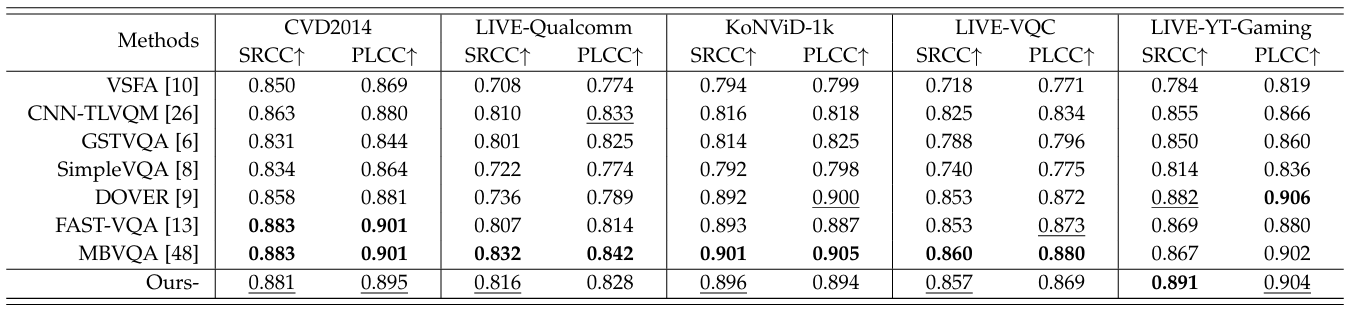 Methods CVD2014 LIVE-Qualcomm KoNViD-1k LIVE-VQC LIVE-YT-Gaming
SRCC↑ PLCC↑ SRCC↑ PLCC↑ SRCC↑ PLCC↑ SRCC↑ PLCC↑ SRCC↑ PLCC↑
VSFA [10] 0.850 0.869 0.708 0.774 0.794 0.799 0.718 0.771 0.784 0.819
CNN-TLVQM [26] 0.863 0.880 0.810 0.833 0.816 0.818 0.825 0.834 0.855 0.866
GSTVQA [6] 0.831 0.844 0.801 0.825 0.814 0.825 0.788 0.796 0.850 0.860
SimpleVQA [8] 0.834 0.864 0.722 0.774 0.792 0.798 0.740 0.775 0.814 0.836
DOVER [9] 0.858 0.881 0.736 0.789 0.892 0.900 0.853 0.872 0.882 0.906
FAST-VQA [13] 0.883 0.901 0.807 0.814 0.893 0.887 0.853 0.873 0.869 0.880
MBVQA [48] 0.883 0.901 0.832 0.842 0.901 0.905 0.860 0.880 0.867 0.902
Ours- 0.881 0.895 0.816 0.828 0.896 0.894 0.857 0.869 0.891 0.904